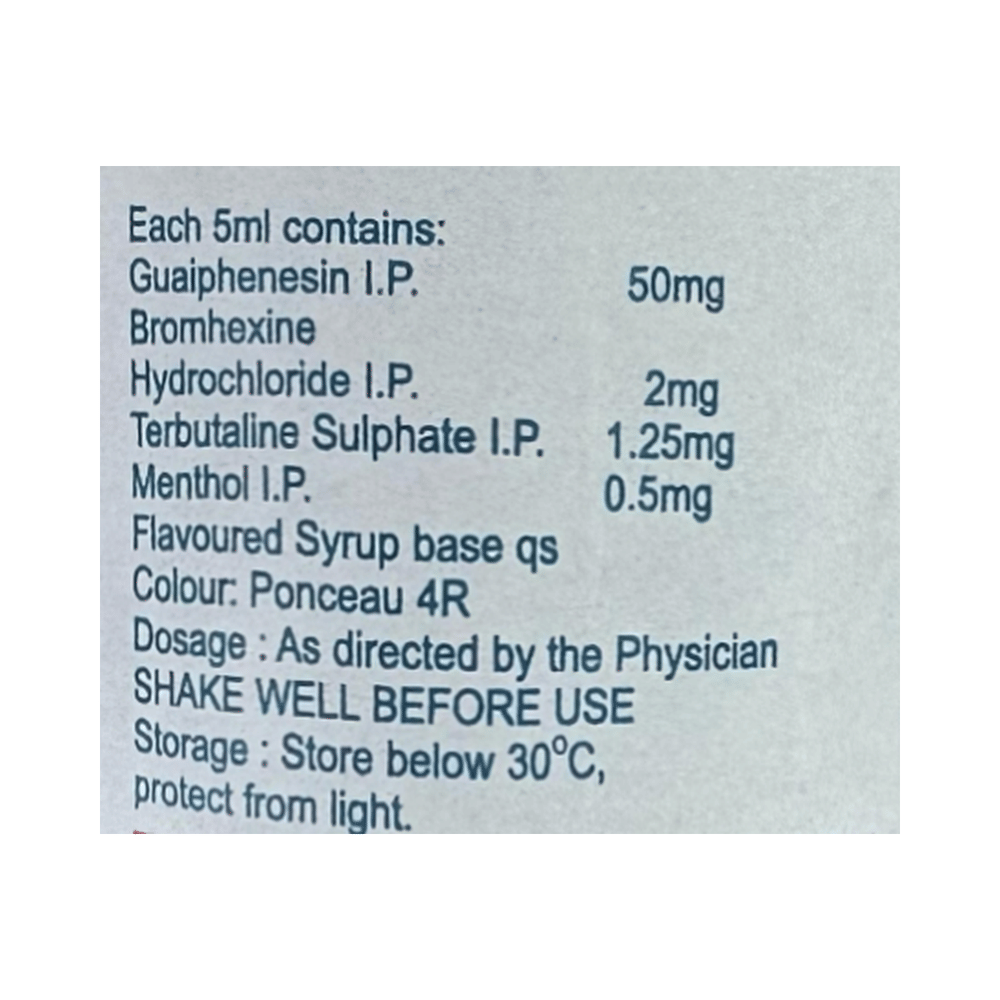 Each 5ml contains:
Guaiphenesin I.P. 50mg
Bromhexine
Hydrochloride I.P. 2mg
Terbutaline Sulphate I.P. 1.25mg
Menthol I.P. 0.5mg
Flavoured Syrup base qs
Colour: Ponceau 4R
Dosage : As directed by the Physician
SHAKE WELL BEFORE USE
Storage : Store below 30°C,
protect from light.